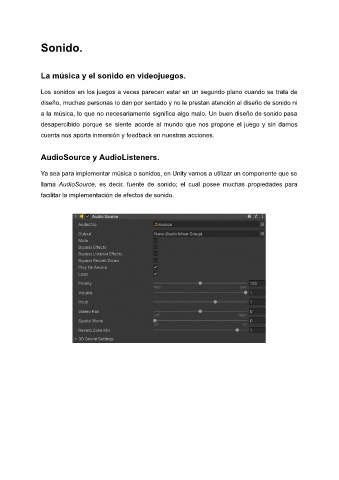 Sonido.
La música y el sonido en videojuegos.
Los sonidos en los juegos a veces parecen estar en un segundo plano cuando se trata de
diseño, muchas personas lo dan por sentado y no le prestan atención al diseño de sonido ni
a la música, lo que no necesariamente significa algo malo. Un buen diseño de sonido pasa
desapercibido porque se siente acorde al mundo que nos propone el juego y sin darnos
cuenta nos aporta inmersión y feedback en nuestras acciones.
AudioSource y AudioListeners.
Ya sea para implementar música o sonidos, en Unity vamos a utilizar un componente que se
llama AudioSource, es decir, fuente de sonido; el cual posee muchas propiedades para
facilitar la implementación de efectos de sonido.
Audio Source
AudioClip
Output None (Audio Mixer Group)
Mute
Bypass Effects
Bypass Listener Effects
Bypass Reverb Zones
Play On Awake
Loop
Priority 128
Volume 1
Pitch 1
Stereo Pan 0
Spatial Blend 0
Reverb Zone Mix 1
3D Sound Settings